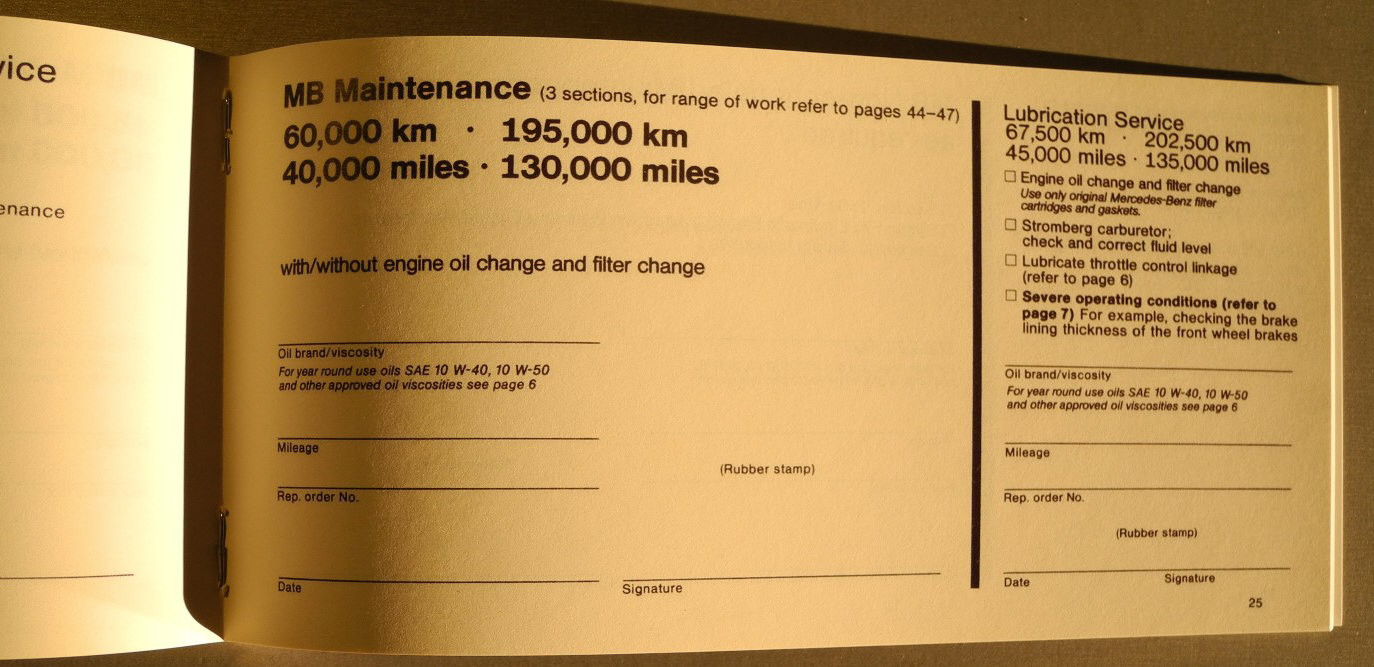 MB Maintenance (3 sections, for range of work refer to pages 44–47)
60,000 km · 195,000 km
40,000 miles · 130,000 miles
with/without engine oil change and filter change
Oil brand/viscosity
For year round use oils SAE 10 W-40, 10 W-50
and other approved oil viscosities see page 6
Mileage
(Rubber stamp)
Rep. order No.
Date
Signature
Lubrication Service
67,500 km · 202,500 km
45,000 miles · 135,000 miles
☐ Engine oil change and filter change
Use only original Mercedes-Benz filter
cartridges and gaskets.
☐ Stromberg carburetor;
check and correct fluid level
☐ Lubricate throttle control linkage
(refer to page 6)
☐ Severe operating conditions (refer to
page 7) For example, checking the brake
lining thickness of the front wheel brakes
Oil brand/viscosity
For year round use oils SAE 10 W-40, 10 W-50
and other approved oil viscosities see page 6
Mileage
Rep. order No.
(Rubber stamp)
Date
Signature
25